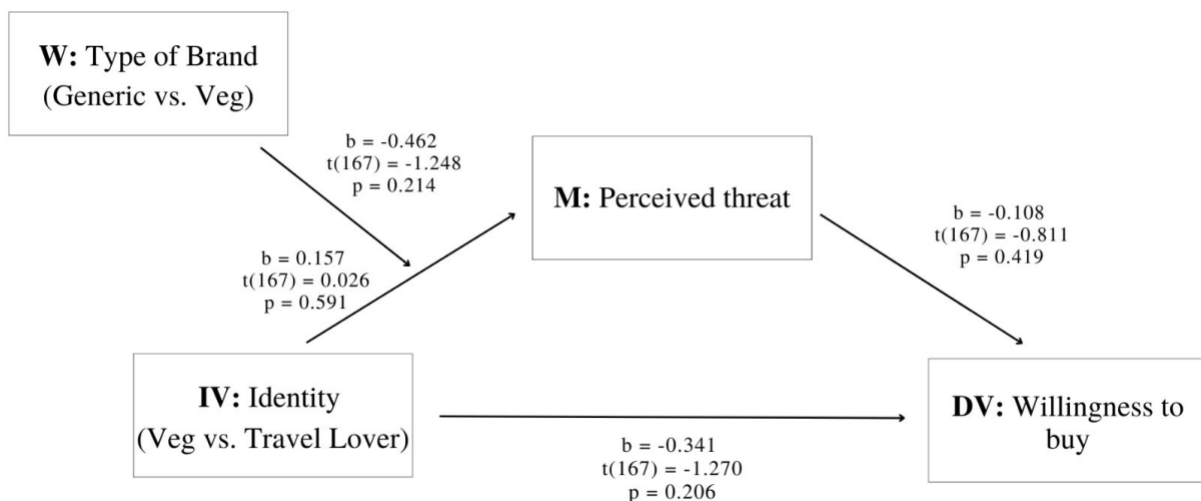 W: Type of Brand
(Generic vs. Veg)
b = -0.462
t(167) = -1.248
p = 0.214
M: Perceived threat
b = -0.108
t(167) = -0.811
p = 0.419
b = 0.157
t(167) = 0.026
p = 0.591
IV: Identity
(Veg vs. Travel Lover)
DV: Willingness to
buy
b = -0.341
t(167) = -1.270
p = 0.206